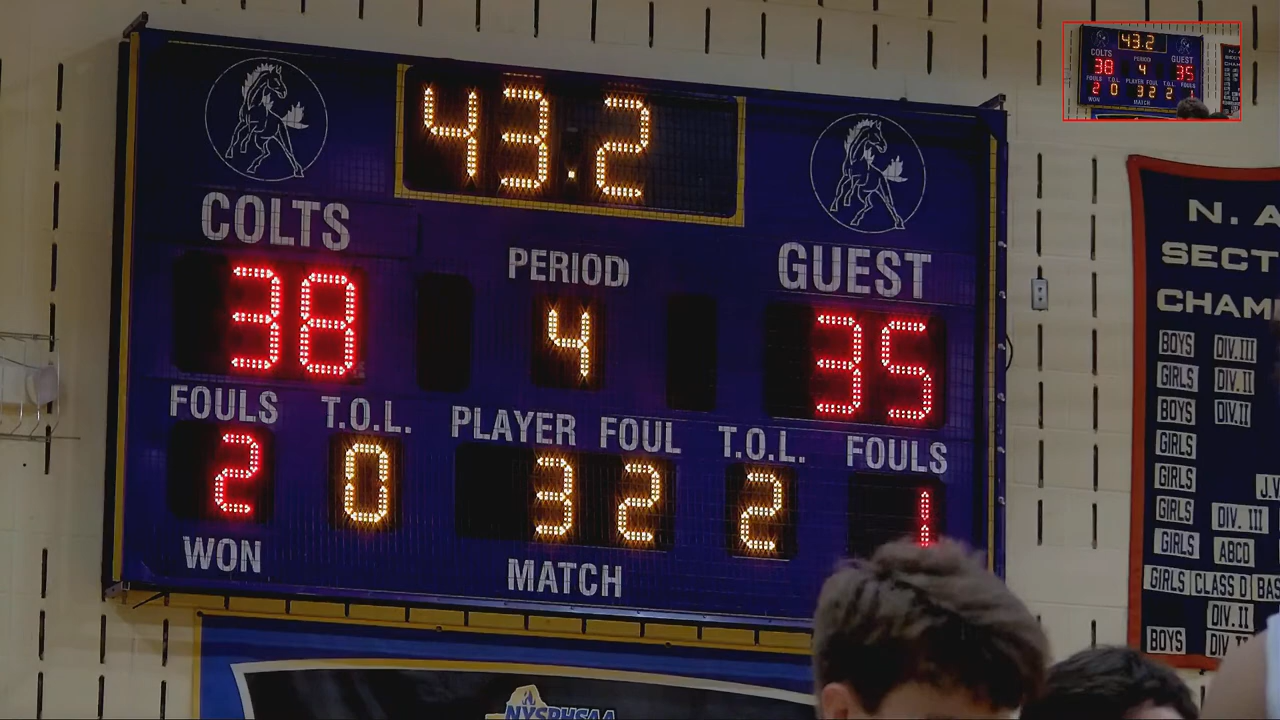 43.2
COLTS
PERIOD
GUEST
38
4
35
FOULS T.O.L. PLAYER FOUL T.O.L. FOULS
2 0 3 2 2 1
WON
MATCH
NYSPHSAA
N. A
SECT
CHAM
BOYS DIV.III
GIRLS DIV.II
BOYS DIV.II
GIRLS
GIRLS J.V
GIRLS DIV. III
GIRLS ABCD
GIRLS CLASS D BAS
DIV.II
BOYS